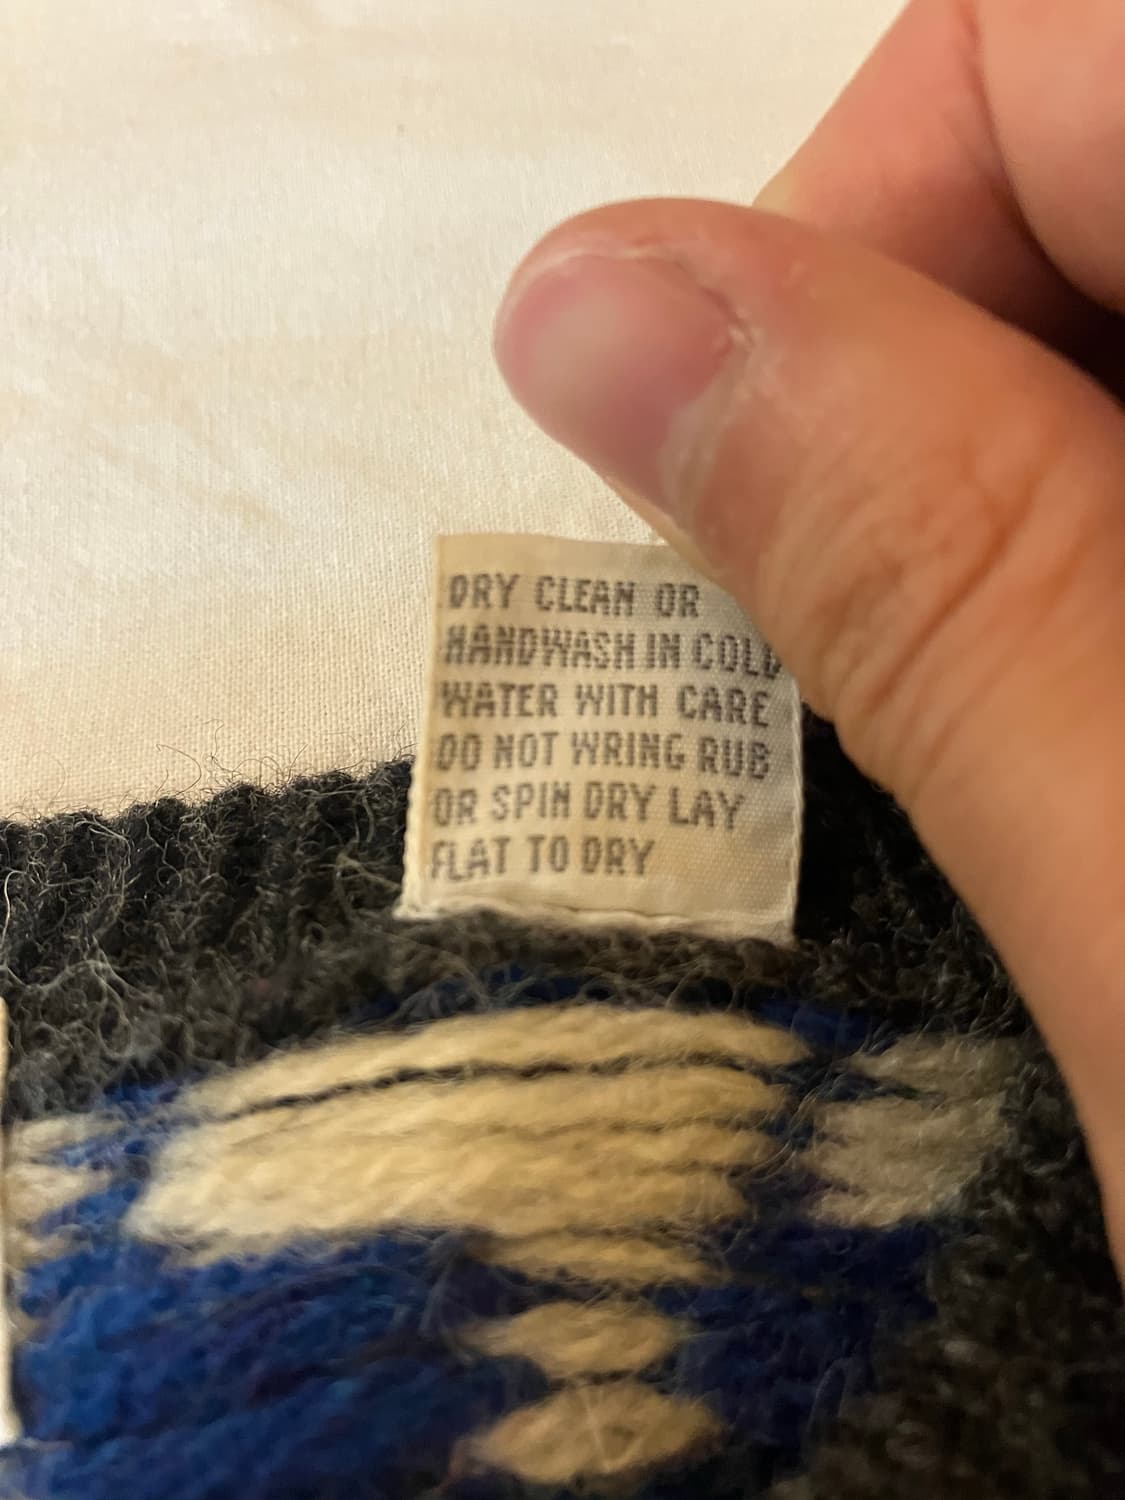 DRY CLEAN OR
HANDWASH IN COLD
WATER WITH CARE
DO NOT WRING RUB
OR SPIN DRY LAY
FLAT TO DRY